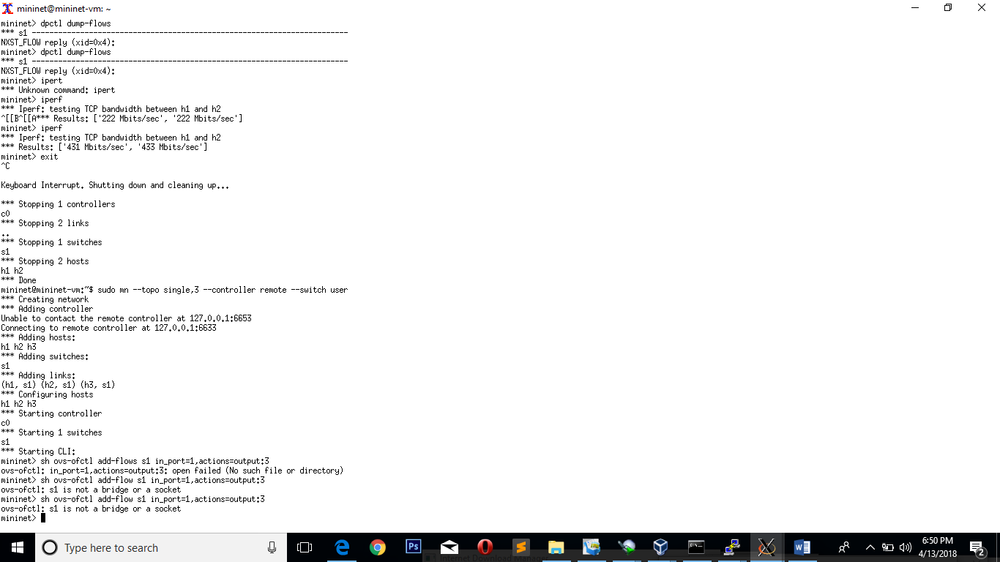 mininet@mininet-vm: ~
mininet> dpctl dump-flows
*** s1 ------------------------------------------------------------------------
NXST_FLOW reply (xid=0x4):
mininet> dpctl dump-flows
*** s1 ------------------------------------------------------------------------
NXST_FLOW reply (xid=0x4):
mininet> ipert
*** Unknown command: ipert
mininet> iperf
*** Iperf: testing TCP bandwidth between h1 and h2
^[[B^[[A*** Results: ['222 Mbits/sec', '222 Mbits/sec']
mininet> iperf
*** Iperf: testing TCP bandwidth between h1 and h2
*** Results: ['431 Mbits/sec', '433 Mbits/sec']
mininet> exit
^C
Keyboard Interrupt. Shutting down and cleaning up...
*** Stopping 1 controllers
c0
*** Stopping 2 links
..
*** Stopping 1 switches
s1
*** Stopping 2 hosts
h1 h2
*** Done
mininet@mininet-vm:~$ sudo mn --topo single,3 --controller remote --switch user
*** Creating network
*** Adding controller
Unable to contact the remote controller at 127.0.0.1:6653
Connecting to remote controller at 127.0.0.1:6633
*** Adding hosts:
h1 h2 h3
*** Adding switches:
s1
*** Adding links:
(h1, s1) (h2, s1) (h3, s1)
*** Configuring hosts
h1 h2 h3
*** Starting controller
c0
*** Starting 1 switches
s1
*** Starting CLI:
mininet> sh ovs-ofctl add-flows s1 in_port=1,actions=output:3
ovs-ofctl: in_port=1,actions=output:3: open failed (No such file or directory)
mininet> sh ovs-ofctl add-flow s1 in_port=1,actions=output:3
ovs-ofctl: s1 is not a bridge or a socket
mininet> sh ovs-ofctl add-flow s1 in_port=1,actions=output:3
ovs-ofctl: s1 is not a bridge or a socket
mininet>
Type here to search
Ps
6:50 PM
4/13/2018
2
Internet Download Manager